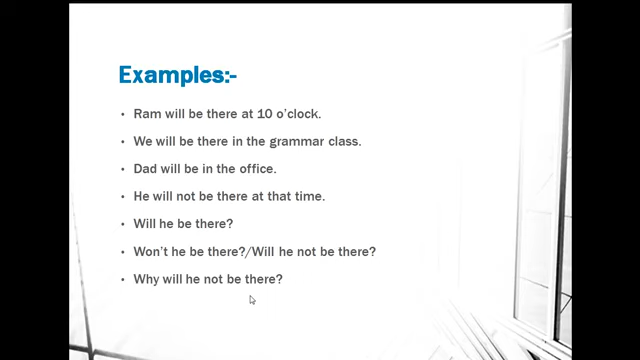 Examples:-
• Ram will be there at 10 o’clock.
• We will be there in the grammar class.
• Dad will be in the office.
• He will not be there at that time.
• Will he be there?
• Won’t he be there?/Will he not be there?
• Why will he not be there?